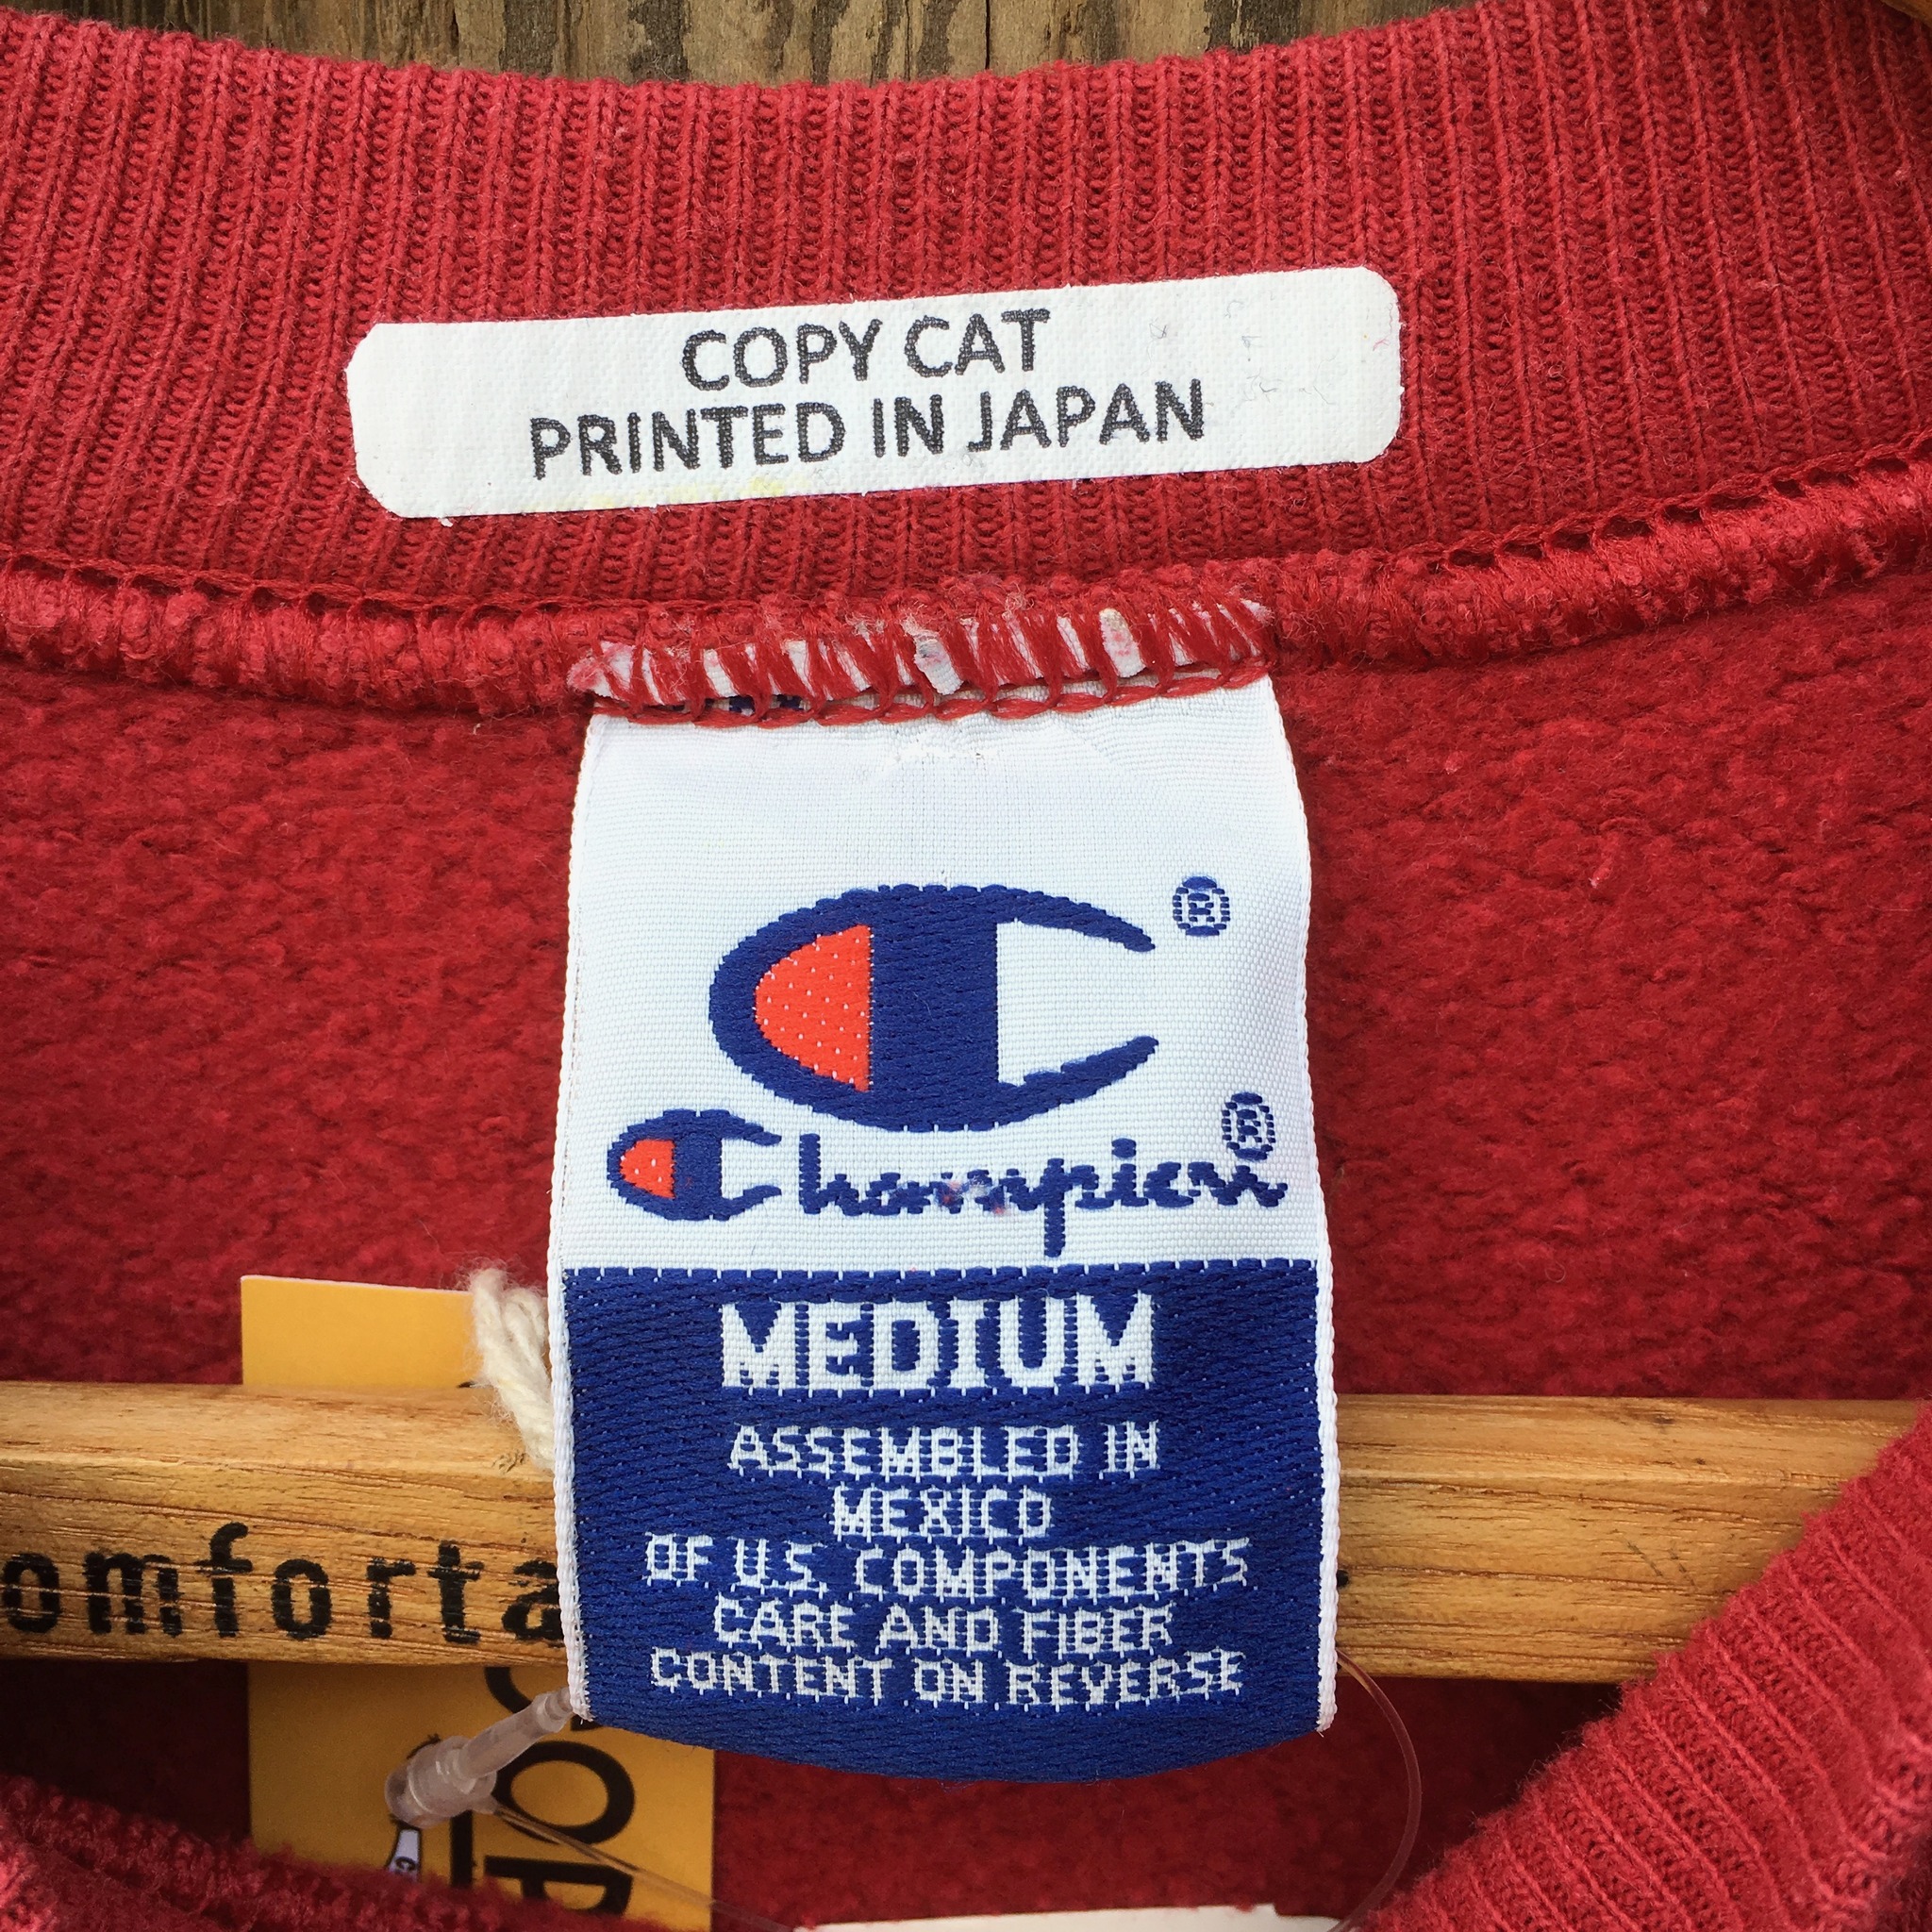 COPY CAT
PRINTED IN JAPAN
®
Champion®
MEDIUM
ASSEMBLED IN
MEXICO
OF U.S. COMPONENTS
CARE AND FIBER
CONTENT ON REVERSE
omforta